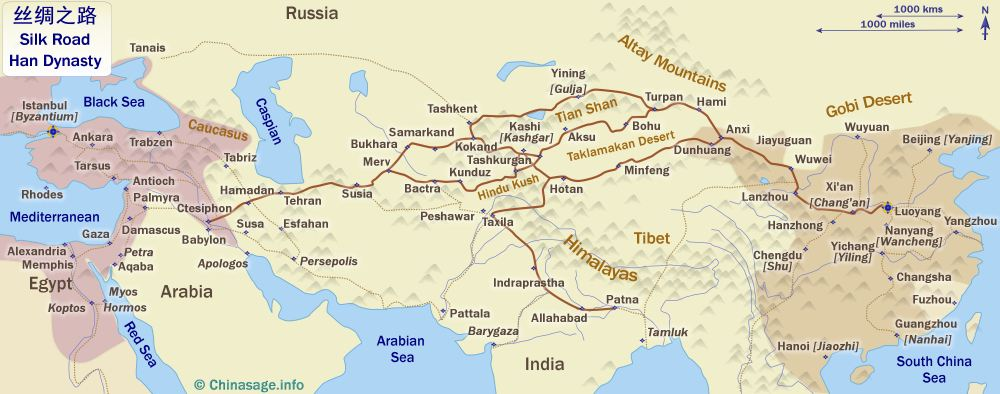 丝绸之路
Silk Road
Han Dynasty
Russia
1000 kms
1000 miles
N
Altay Mountains
Tanais
Yining
[Gulja]
Black Sea
Caspian
Istanbul
[Byzantium]
Tashkent
Tian Shan
Turpan
Hami
Gobi Desert
Caucasus
Ankara
Trabzen
Samarkand
Kashi
[Kashgar]
Aksu
Bohu
Anxi
Wuyuan
Beijing [Yanjing]
Bukhara
Kokand
Taklamakan Desert
Dunhuang
Jiayuguan
Tarsus
Tabriz
Merv
Tashkurgan
Wuwei
Antioch
Hamadan
Susia
Bactra
Kunduz
Hindu Kush
Hotan
Minfeng
Rhodes
Palmyra
Tehran
Lanzhou
Xi'an
[Chang'an]
Ctesiphon
Mediterranean
Damascus
Susa
Esfahan
Peshawar
Taxila
Luoyang
Yangzhou
Gaza
Babylon
Hanzhong
Nanyang
[Wancheng]
Himalayas
Tibet
Alexandria
Memphis
Petra
Aqaba
Apologos
Persepolis
Chengdu
[Shu]
Yichang
[Yiling]
Egypt
Arabia
Myos
Hormos
Koptos
Indraprastha
Changsha
Patna
Fuzhou
Red Sea
Pattala
Allahabad
Barygaza
Tamluk
Guangzhou
[Nanhai]
Arabian
Sea
Hanoi [Jiaozhi]
India
South China
Sea
© Chinasage.info